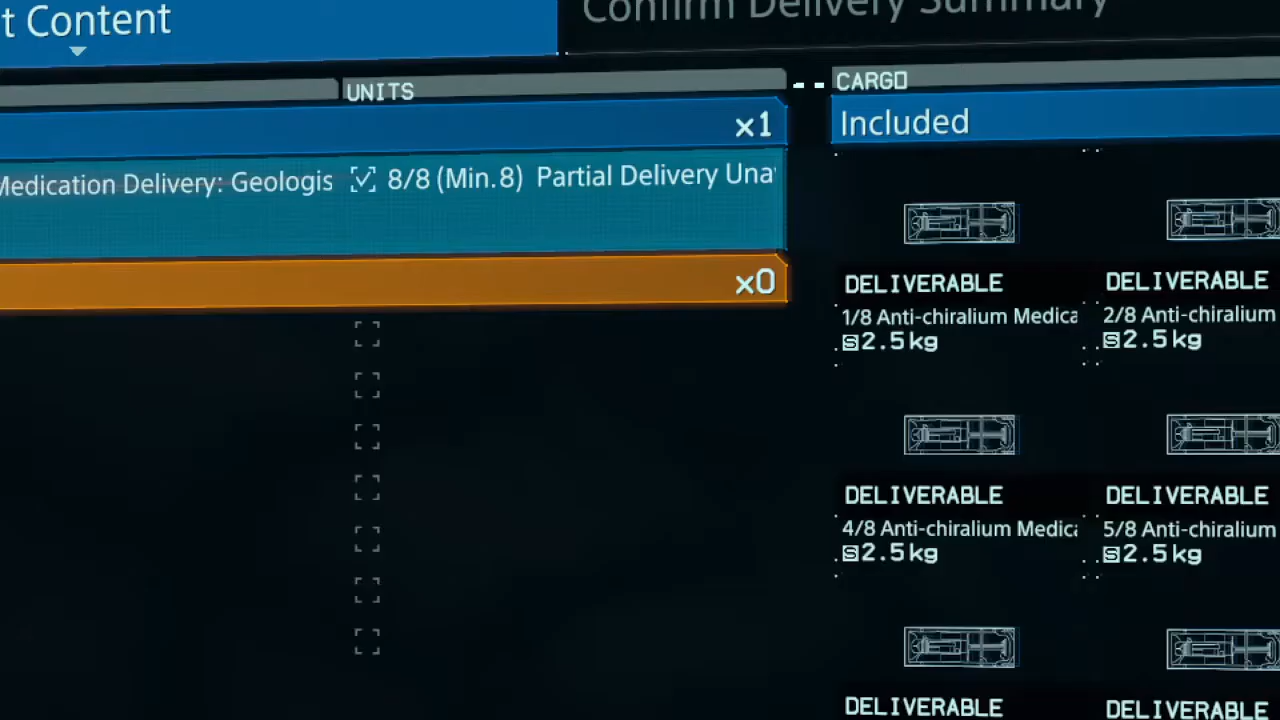 t Content
Confirm Delivery Summary
UNITS
CARGO
x1
Included
Medication Delivery: Geologis
8/8 (Min.8) Partial Delivery Una
x0
DELIVERABLE
1/8 Anti-chiralium Medica
S 2.5kg
DELIVERABLE
2/8 Anti-chiralium
S 2.5kg
DELIVERABLE
4/8 Anti-chiralium Medica
S 2.5kg
DELIVERABLE
5/8 Anti-chiralium
S 2.5kg
DELIVERABLE
DELIVERABLE